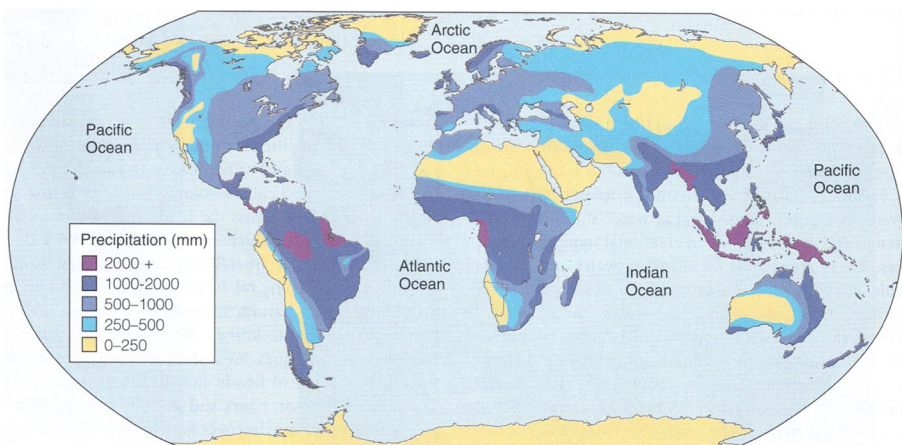 Arctic
Ocean
Pacific
Ocean
Pacific
Ocean
Atlantic
Ocean
Indian
Ocean
Precipitation (mm)
2000 +
1000-2000
500–1000
250–500
0–250